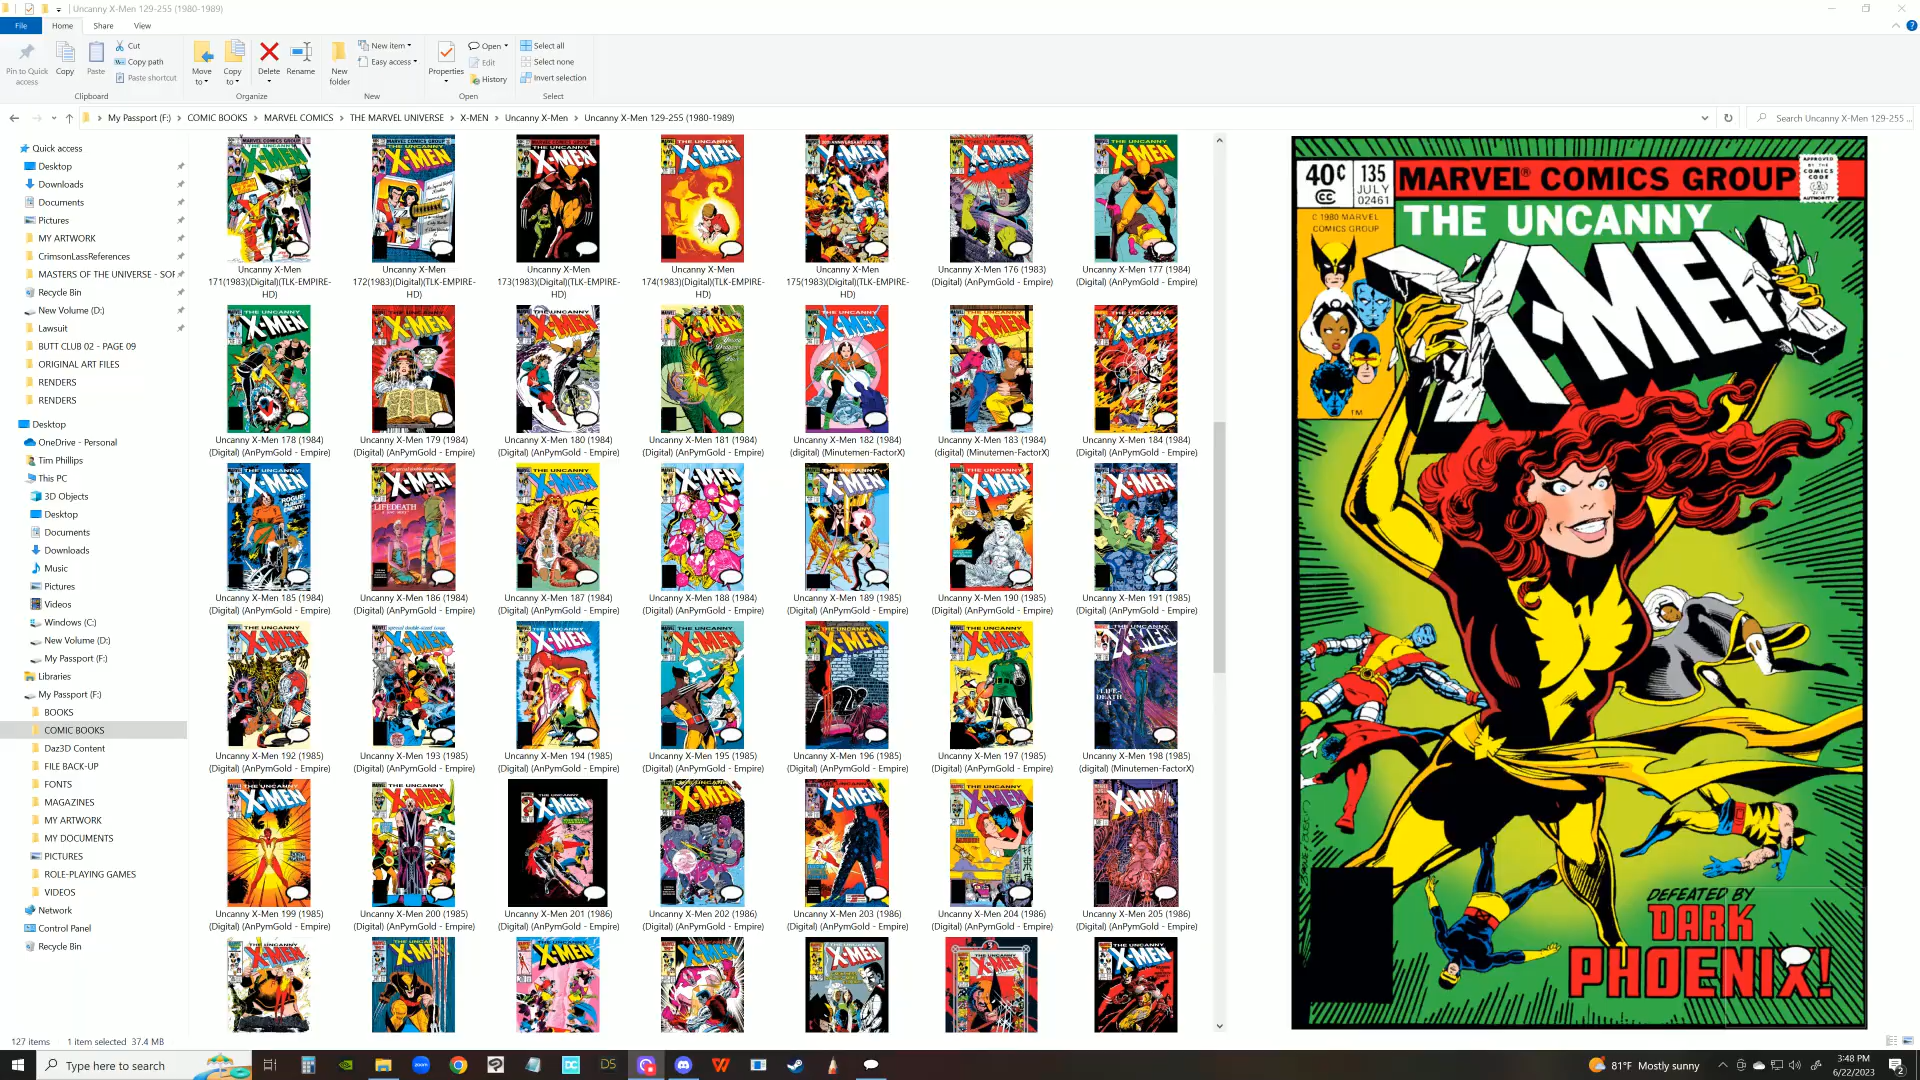 Uncanny X-Men 129-255 (1980-1989)
File Home Share View
Pin to Quick access
Copy
Paste
Cut
Copy path
Paste shortcut
Clipboard
Move to
Copy to
Delete
Rename
Organize
New folder
New item
Easy access
New
Properties
Open
Edit
History
Open
Select all
Select none
Invert selection
Select
My Passport (F:) > COMIC BOOKS > MARVEL COMICS > THE MARVEL UNIVERSE > X-MEN > Uncanny X-Men > Uncanny X-Men 129-255 (1980-1989)
Search Uncanny X-Men 129-255 ...
Quick access
Desktop
Downloads
Documents
Pictures
MY ARTWORK
CrimsonLassReferences
MASTERS OF THE UNIVERSE - SOF
Recycle Bin
New Volume (D:)
Lawsuit
BUTT CLUB 02 - PAGE 09
ORIGINAL ART FILES
RENDERS
RENDERS
Desktop
OneDrive - Personal
Tim Phillips
This PC
3D Objects
Desktop
Documents
Downloads
Music
Pictures
Videos
Windows (C:)
New Volume (D:)
My Passport (F:)
Libraries
My Passport (F:)
BOOKS
COMIC BOOKS
Daz3D Content
FILE BACK-UP
FONTS
MAGAZINES
MY ARTWORK
MY DOCUMENTS
PICTURES
ROLE-PLAYING GAMES
VIDEOS
Network
Control Panel
Recycle Bin
Uncanny X-Men 171(1983)(Digital)(TLK-EMPIRE-HD)
Uncanny X-Men 172(1983)(Digital)(TLK-EMPIRE-HD)
Uncanny X-Men 173(1983)(Digital)(TLK-EMPIRE-HD)
Uncanny X-Men 174(1983)(Digital)(TLK-EMPIRE-HD)
Uncanny X-Men 175(1983)(Digital)(TLK-EMPIRE-HD)
Uncanny X-Men 176 (1983) (Digital) (AnPymGold - Empire)
Uncanny X-Men 177 (1984) (Digital) (AnPymGold - Empire)
Uncanny X-Men 178 (1984) (Digital) (AnPymGold - Empire)
Uncanny X-Men 179 (1984) (Digital) (AnPymGold - Empire)
Uncanny X-Men 180 (1984) (Digital) (AnPymGold - Empire)
Uncanny X-Men 181 (1984) (Digital) (AnPymGold - Empire)
Uncanny X-Men 182 (1984) (digital) (Minutemen-FactorX)
Uncanny X-Men 183 (1984) (digital) (Minutemen-FactorX)
Uncanny X-Men 184 (1984) (Digital) (AnPymGold - Empire)
Uncanny X-Men 185 (1984) (Digital) (AnPymGold - Empire)
Uncanny X-Men 186 (1984) (Digital) (AnPymGold - Empire)
Uncanny X-Men 187 (1984) (Digital) (AnPymGold - Empire)
Uncanny X-Men 188 (1984) (Digital) (AnPymGold - Empire)
Uncanny X-Men 189 (1985) (Digital) (AnPymGold - Empire)
Uncanny X-Men 190 (1985) (Digital) (AnPymGold - Empire)
Uncanny X-Men 191 (1985) (Digital) (AnPymGold - Empire)
Uncanny X-Men 192 (1985) (Digital) (AnPymGold - Empire)
Uncanny X-Men 193 (1985) (Digital) (AnPymGold - Empire)
Uncanny X-Men 194 (1985) (Digital) (AnPymGold - Empire)
Uncanny X-Men 195 (1985) (Digital) (AnPymGold - Empire)
Uncanny X-Men 196 (1985) (Digital) (AnPymGold - Empire)
Uncanny X-Men 197 (1985) (Digital) (AnPymGold - Empire)
Uncanny X-Men 198 (1985) (digital) (Minutemen-FactorX)
Uncanny X-Men 199 (1985) (Digital) (AnPymGold - Empire)
Uncanny X-Men 200 (1985) (Digital) (AnPymGold - Empire)
Uncanny X-Men 201 (1986) (Digital) (AnPymGold - Empire)
Uncanny X-Men 202 (1986) (Digital) (AnPymGold - Empire)
Uncanny X-Men 203 (1986) (Digital) (AnPymGold - Empire)
Uncanny X-Men 204 (1986) (Digital) (AnPymGold - Empire)
Uncanny X-Men 205 (1986) (Digital) (AnPymGold - Empire)
40¢ 135 JULY 02461
MARVEL® COMICS GROUP
APPROVED BY THE COMICS CODE AUTHORITY
© 1980 MARVEL COMICS GROUP
THE UNCANNY
X-MEN
TM
TM
DEFEATED BY
DARK
PHOENIX!
127 items 1 item selected 37.4 MB
Type here to search
81°F Mostly sunny
3:48 PM
6/22/2023